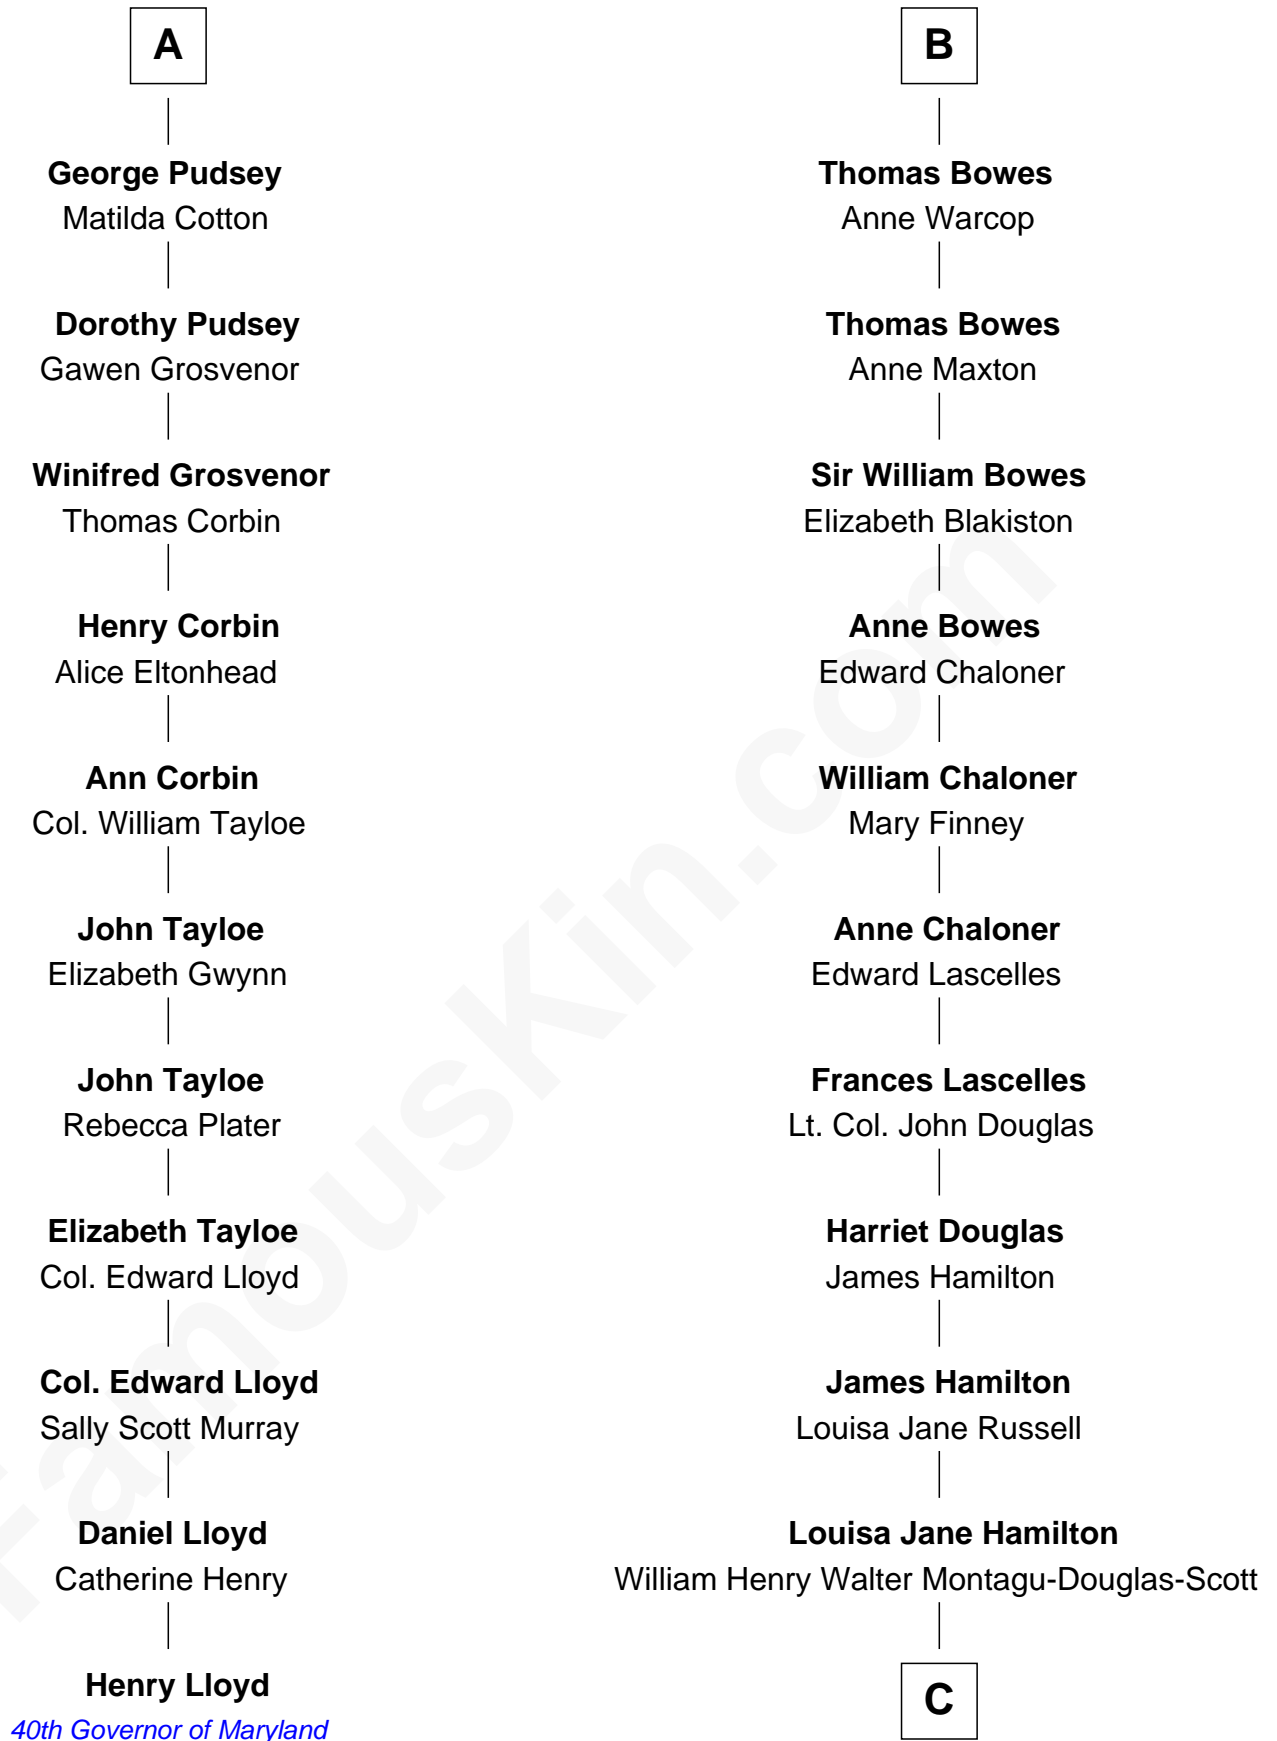 A
George Pudsey
Matilda Cotton
Dorothy Pudsey
Gawen Grosvenor
Winifred Grosvenor
Thomas Corbin
Henry Corbin
Alice Eltonhead
Ann Corbin
Col. William Tayloe
John Tayloe
Elizabeth Gwynn
John Tayloe
Rebecca Plater
Elizabeth Tayloe
Col. Edward Lloyd
Col. Edward Lloyd
Sally Scott Murray
Daniel Lloyd
Catherine Henry
Henry Lloyd
40th Governor of Maryland
B
Thomas Bowes
Anne Warcop
Thomas Bowes
Anne Maxton
Sir William Bowes
Elizabeth Blakiston
Anne Bowes
Edward Chaloner
William Chaloner
Mary Finney
Anne Chaloner
Edward Lascelles
Frances Lascelles
Lt. Col. John Douglas
Harriet Douglas
James Hamilton
James Hamilton
Louisa Jane Russell
Louisa Jane Hamilton
William Henry Walter Montagu-Douglas-Scott
C
FamousKin.com